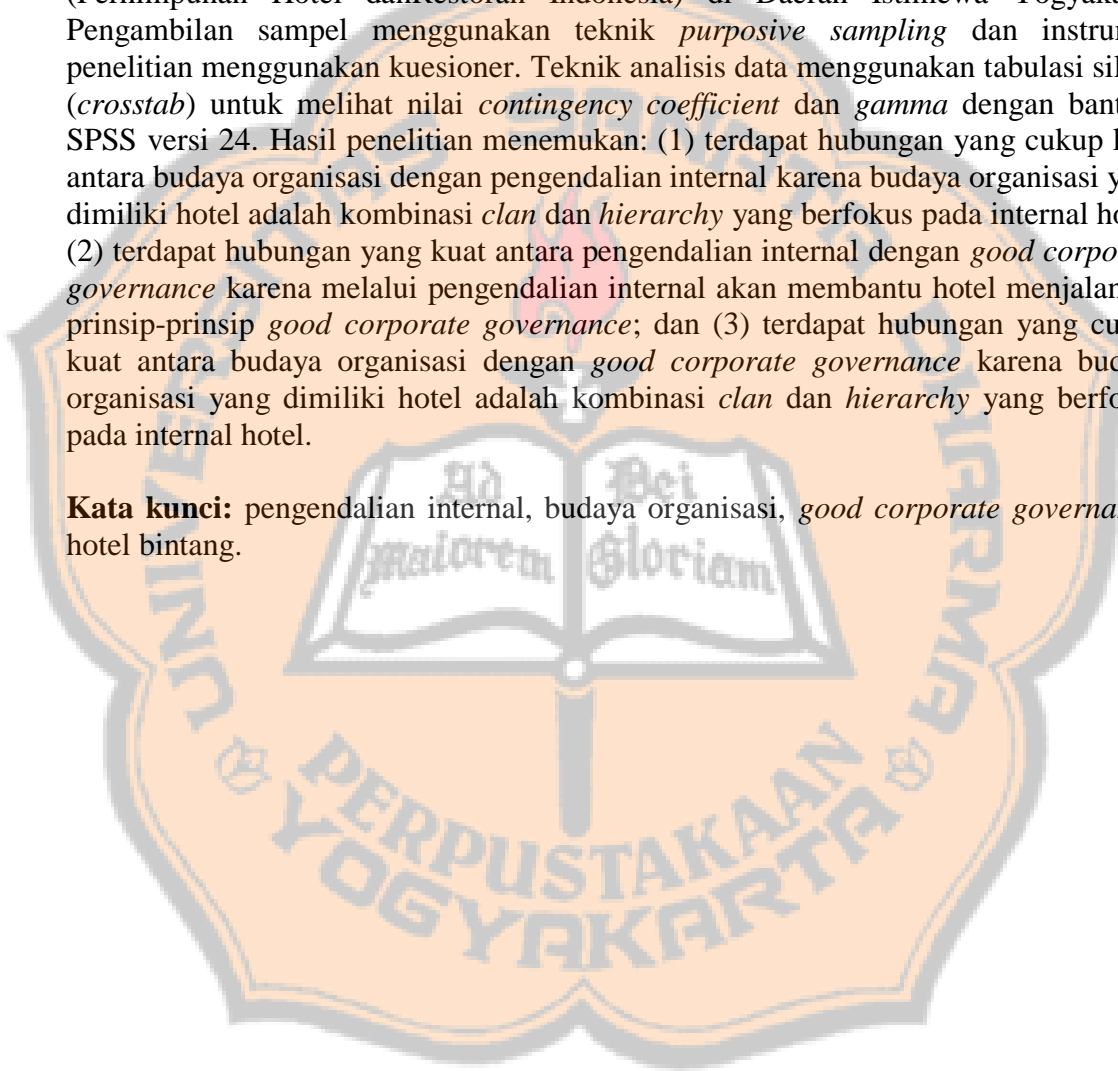 (Perhimpunan Hotel danRestoran Indonesia) di Daerah Istimewa Yogyaka
Pengambilan sampel menggunakan teknik purposive sampling dan instrum
penelitian menggunakan kuesioner. Teknik analisis data menggunakan tabulasi sil
(crosstab) untuk melihat nilai contingency coefficient dan gamma dengan bant
SPSS versi 24. Hasil penelitian menemukan: (1) terdapat hubungan yang cukup k
antara budaya organisasi dengan pengendalian internal karena budaya organisasi y
dimiliki hotel adalah kombinasi clan dan hierarchy yang berfokus pada internal ho
(2) terdapat hubungan yang kuat antara pengendalian internal dengan good corpo
governance karena melalui pengendalian internal akan membantu hotel menjalan
prinsip-prinsip good corporate governance; dan (3) terdapat hubungan yang cu
kuat antara budaya organisasi dengan good corporate governance karena bud
organisasi yang dimiliki hotel adalah kombinasi clan dan hierarchy yang berfo
pada internal hotel.
Kata kunci: pengendalian internal, budaya organisasi, good corporate governa
hotel bintang.
UNIVERSITAS SANATA DHARMA
Ad Dei
maiorem Gloriam
PERPUSTAKAAN
YOGYAKARTA